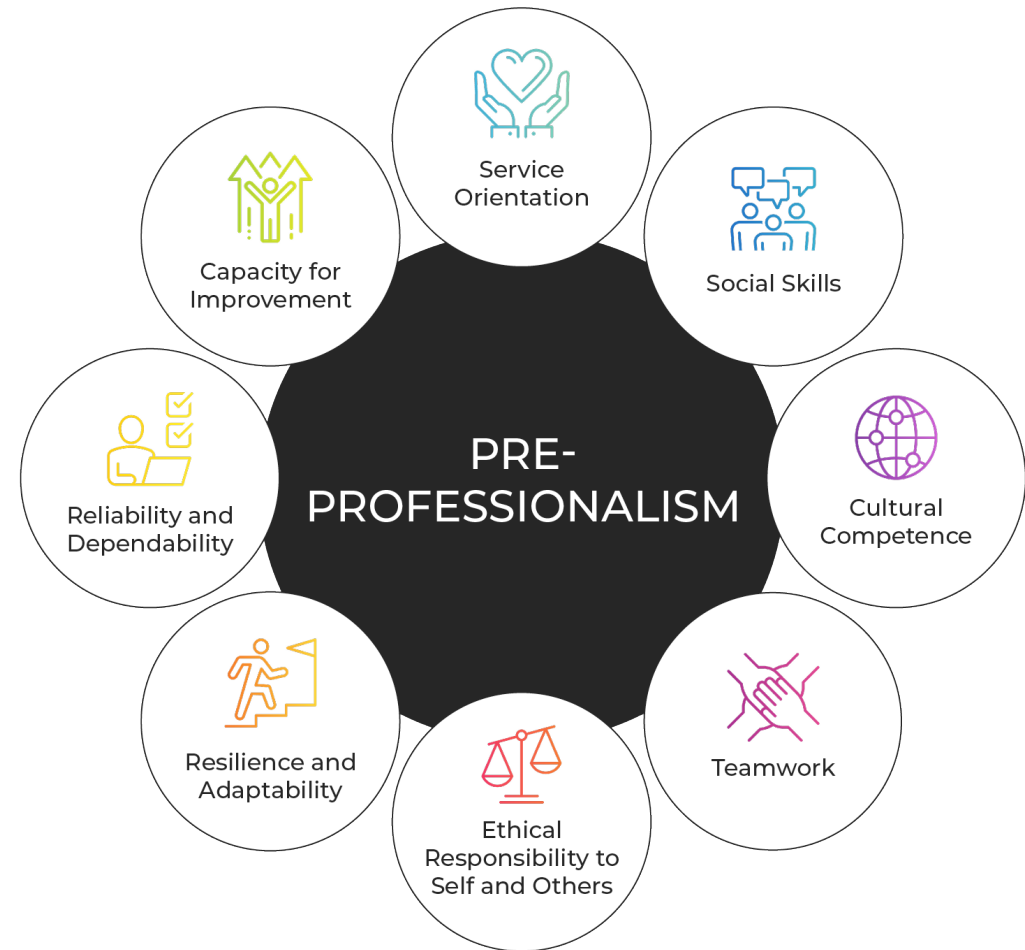 Service
Orientation
Social Skills
Cultural
Competence
Teamwork
Ethical
Responsibility to
Self and Others
Resilience and
Adaptability
Reliability and
Dependability
Capacity for
Improvement
PRE-
PROFESSIONALISM